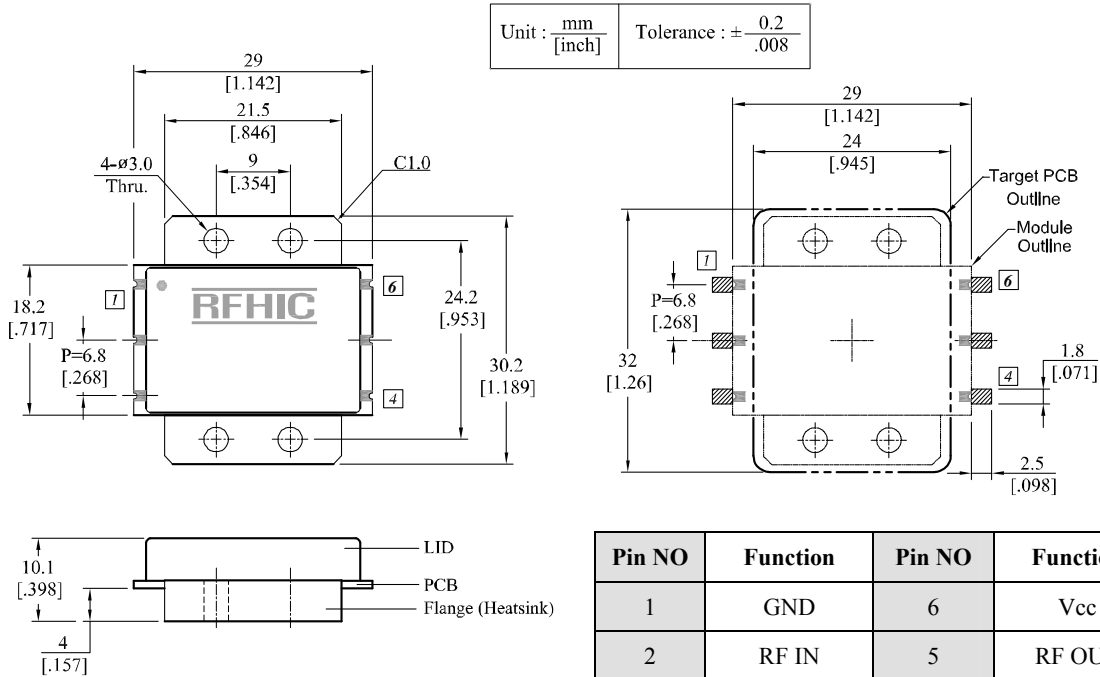 Unit : mm [inch] Tolerance : ± 0.2 .008
29
[1.142]
21.5
[.846]
4-ø3.0
Thru.
9
[.354]
C1.0
1
6
RFHIC
18.2
[.717]
P=6.8
[.268]
4
24.2
[.953]
30.2
[1.189]
29
[1.142]
24
[.945]
Target PCB
Outline
Module
Outline
1
6
P=6.8
[.268]
32
[1.26]
4
1.8
[.071]
2.5
[.098]
10.1
[.398]
4
[.157]
LID
PCB
Flange (Heatsink)
Pin NO Function Pin NO
1 GND 6 Vcc
2 RF IN 5 RF